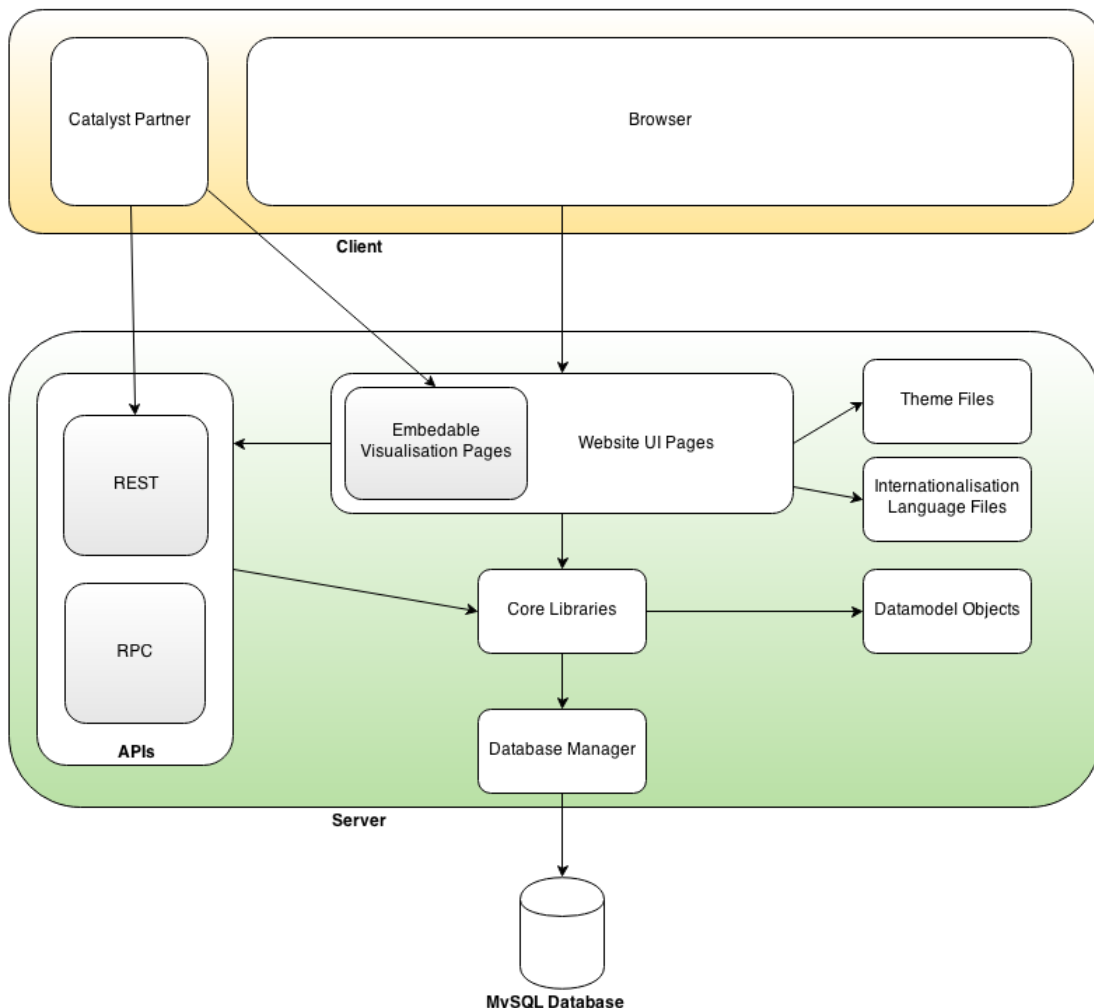 Catalyst Partner
Browser
Client
Embedable
Visualisation Pages
Website UI Pages
Theme Files
REST
Internationalisation
Language Files
Core Libraries
Datamodel Objects
RPC
APIs
Database Manager
Server
MySQL Database